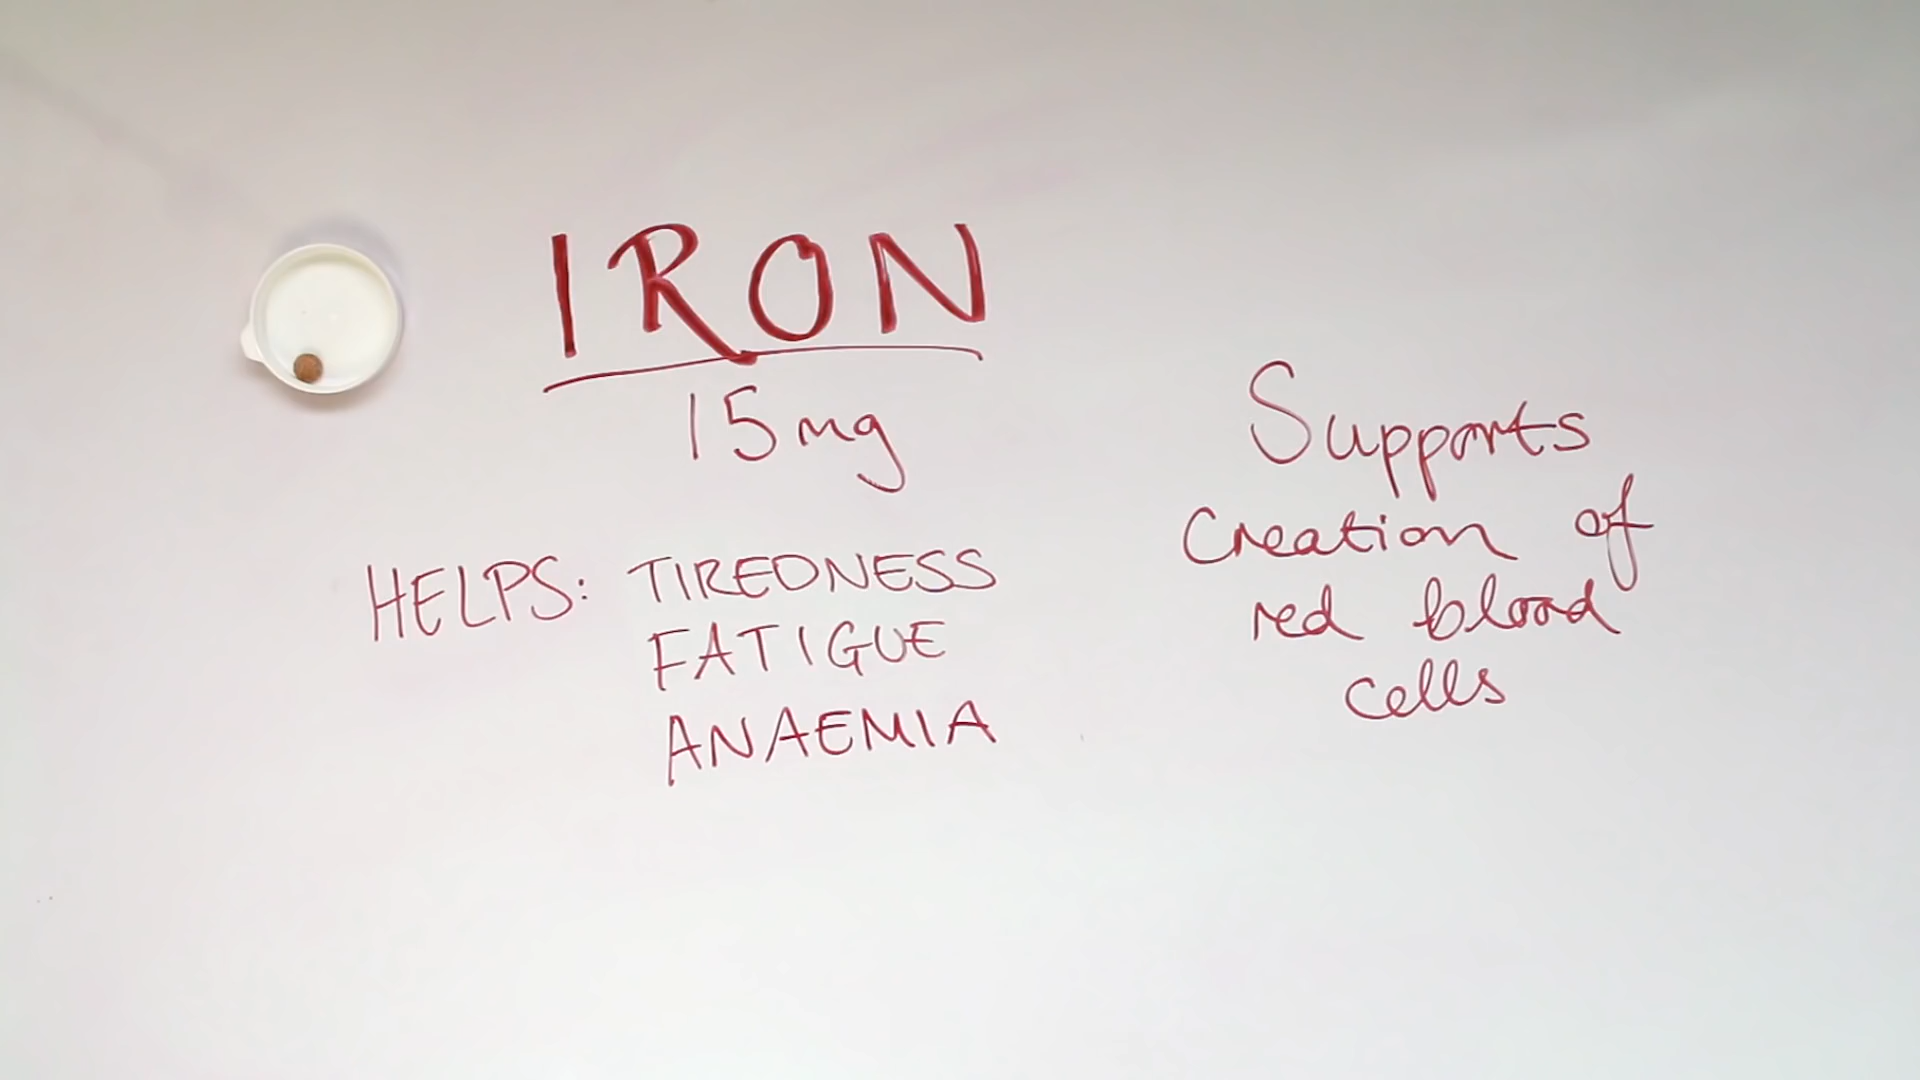 IRON
15mg
HELPS: TIREDNESS
FATIGUE
ANAEMIA
Supports
Creation of
red blood
cells